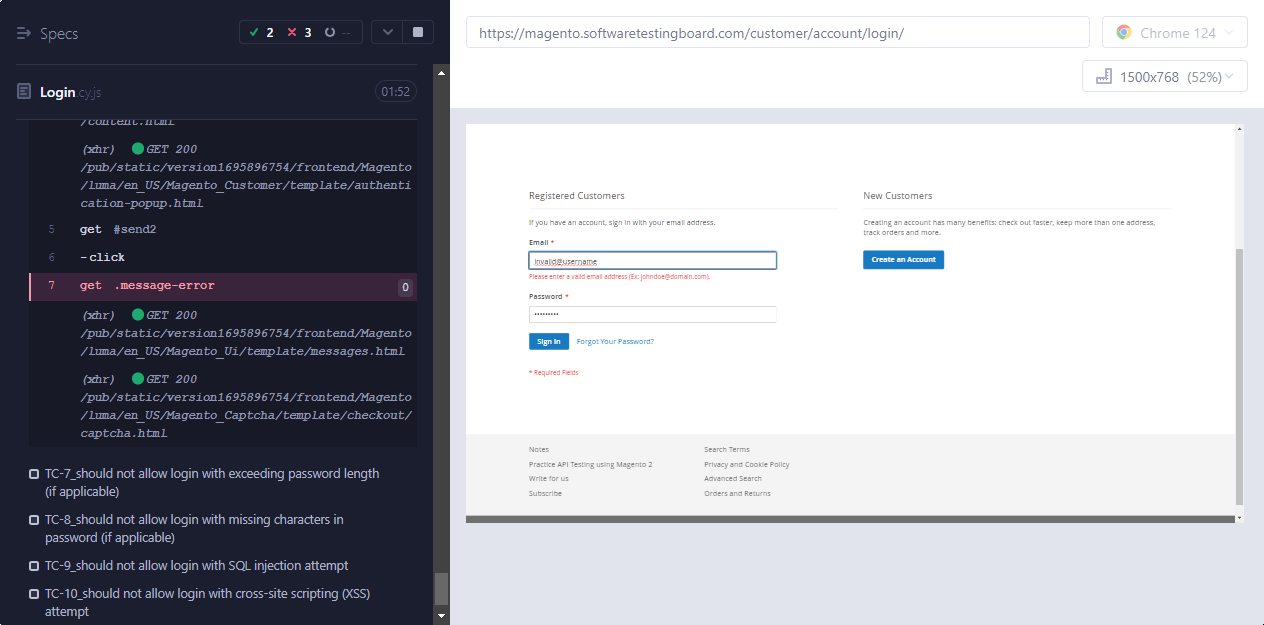 Specs
2 3 --
Login.cy.js 01:52
/content.html
(xhr) GET 200
/pub/static/version1695896754/frontend/Magento
/luma/en_US/Magento_Customer/template/authenti
cation-popup.html
5 get #send2
6 -click
7 get .message-error 0
(xhr) GET 200
/pub/static/version1695896754/frontend/Magento
/luma/en_US/Magento_Ui/template/messages.html
(xhr) GET 200
/pub/static/version1695896754/frontend/Magento
/luma/en_US/Magento_Captcha/template/checkout/
captcha.html
TC-7_should not allow login with exceeding password length
(if applicable)
TC-8_should not allow login with missing characters in
password (if applicable)
TC-9_should not allow login with SQL injection attempt
TC-10_should not allow login with cross-site scripting (XSS)
attempt
https://magento.softwaretestingboard.com/customer/account/login/
Chrome 124
1500x768 (52%)
Registered Customers
If you have an account, sign in with your email address.
Email *
invalid@username
Please enter a valid email address (Ex: johndoe@domain.com).
Password *
•••••••••
Sign In Forgot Your Password?
* Required Fields
New Customers
Creating an account has many benefits: check out faster, keep more than one address,
track orders and more.
Create an Account
Notes
Practice API Testing using Magento 2
Write for us
Subscribe
Search Terms
Privacy and Cookie Policy
Advanced Search
Orders and Returns